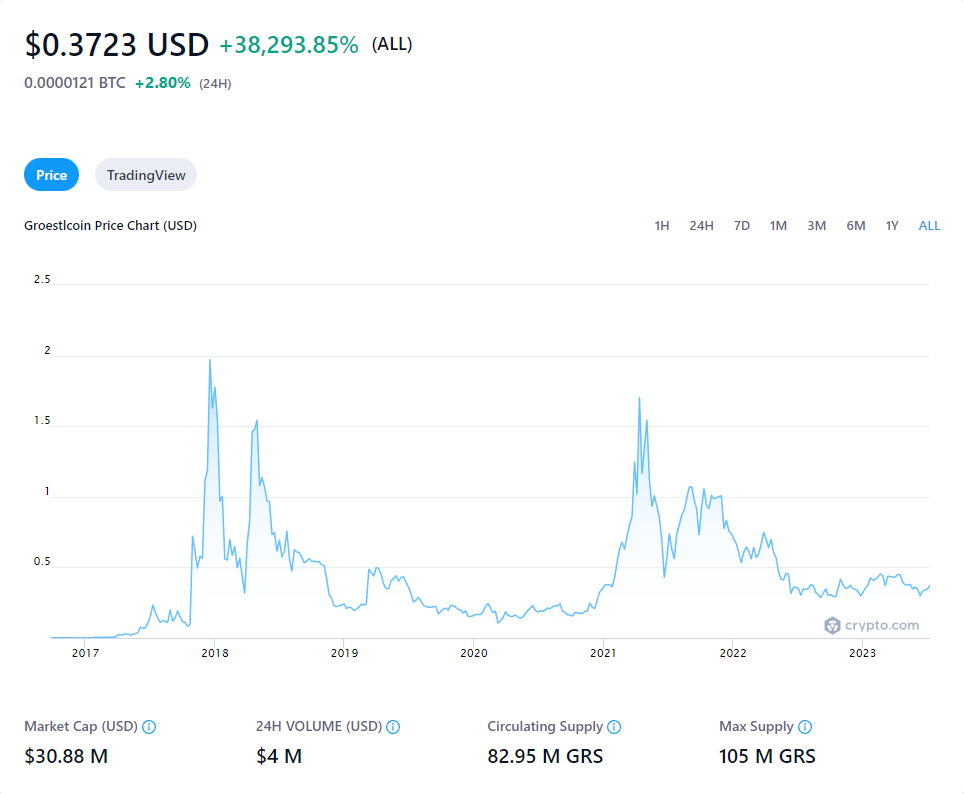 $0.3723 USD +38,293.85% (ALL)
0.0000121 BTC +2.80% (24H)
Price TradingView
Groestlcoin Price Chart (USD) 1H 24H 7D 1M 3M 6M 1Y ALL
2.5
2
1.5
1
0.5
crypto.com
2017 2018 2019 2020 2021 2022 2023
Market Cap (USD) 24H VOLUME (USD) Circulating Supply Max Supply
$30.88 M $4 M 82.95 M GRS 105 M GRS